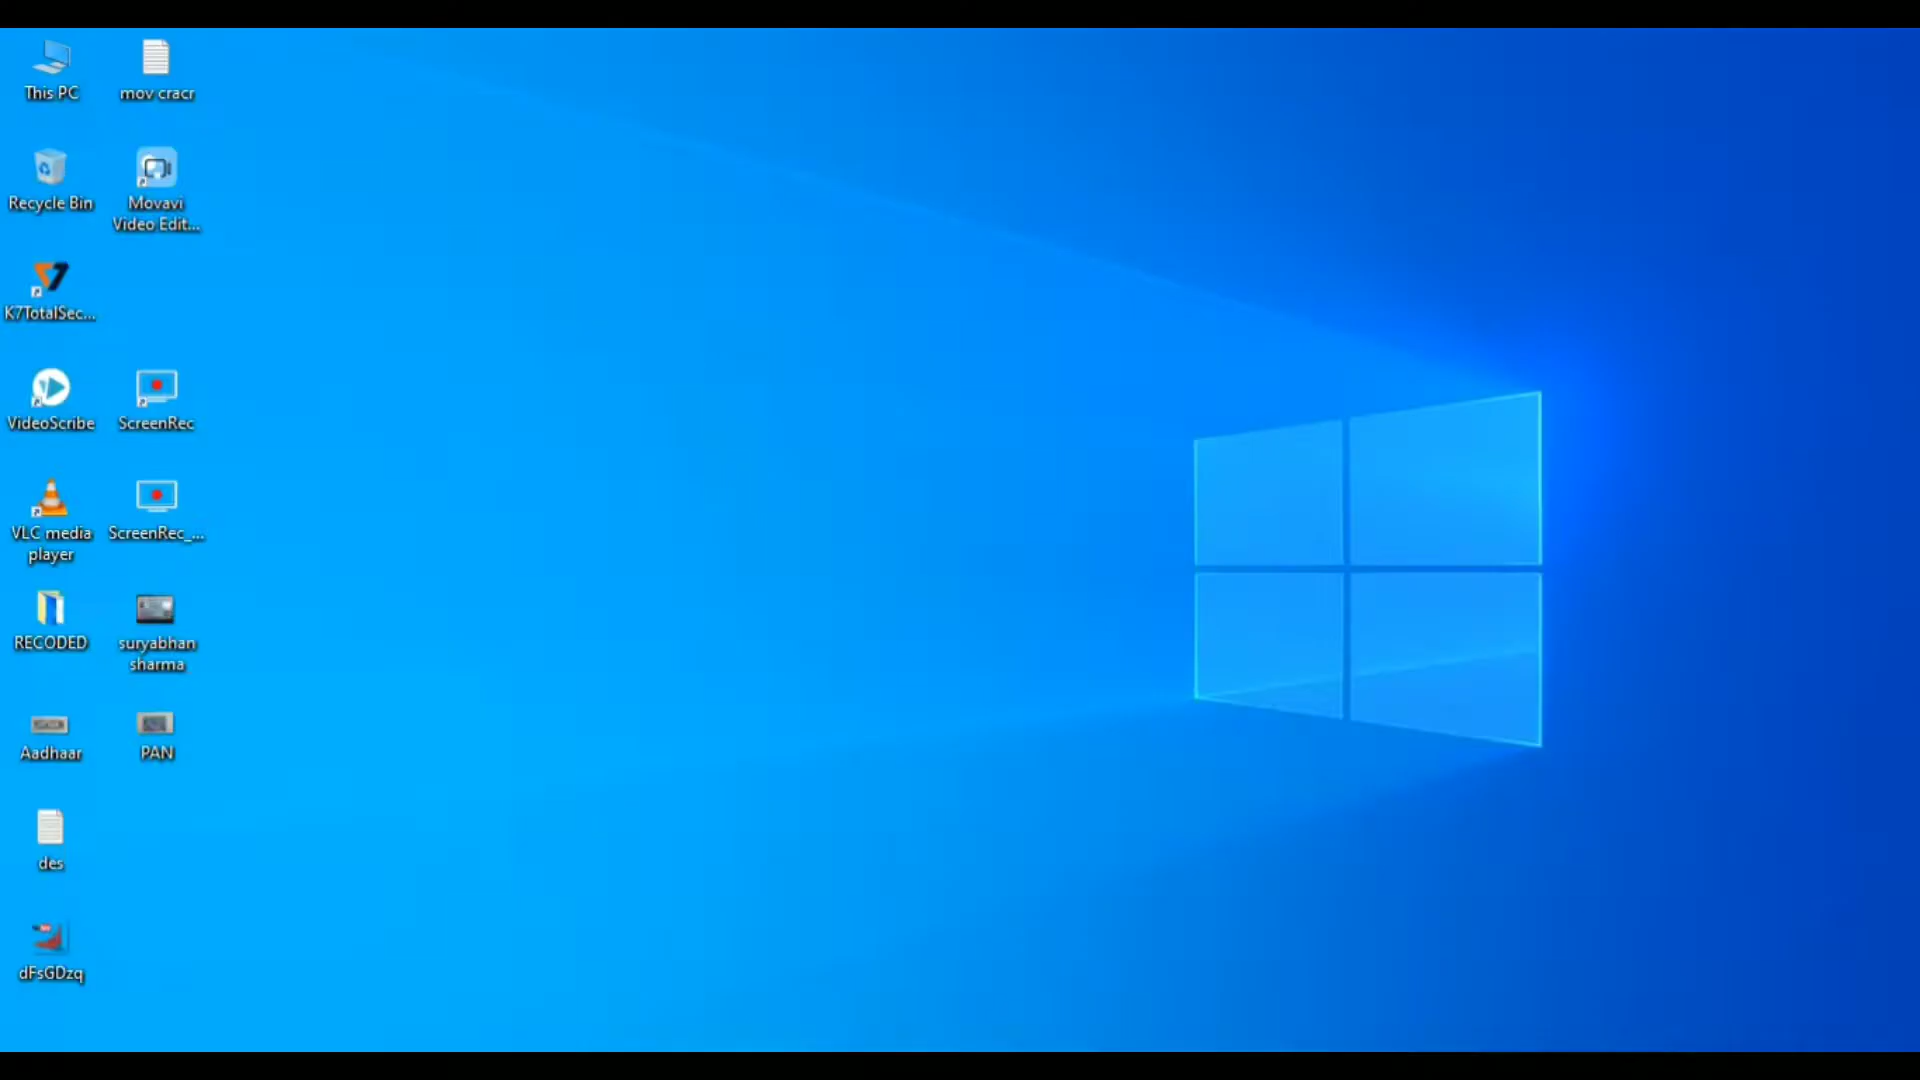 This PC
mov cracr
Recycle Bin
Movavi
Video Edit...
K7TotalSec...
VideoScribe
ScreenRec
VLC media
player
ScreenRec_...
RECODED
suryabhan
sharma
Aadhaar
PAN
des
dFsGDzq